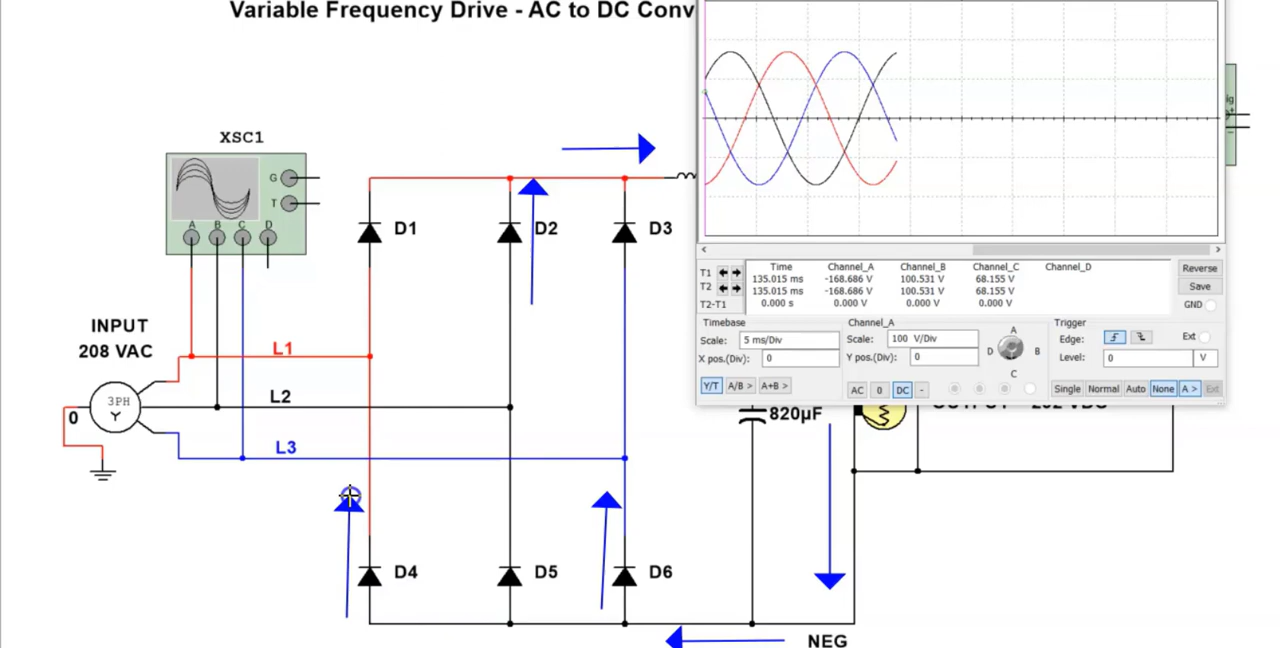 Variable Frequency Drive - AC to DC Conv
XSC1
G
T
A B C D
D1
D2
D3
INPUT
208 VAC
L1
3PH
Y
L2
0
L3
D4
D5
D6
820µF
NEG
T1
T2
T2-T1
Time Channel_A Channel_B Channel_C Channel_D
135.015 ms -168.686 V 100.531 V 68.155 V
135.015 ms -168.686 V 100.531 V 68.155 V
0.000 s 0.000 V 0.000 V 0.000 V
Reverse
Save
GND
Timebase
Scale: 5 ms/Div
X pos.(Div): 0
Y/T A/B > A+B >
Channel_A
Scale: 100 V/Div
Y pos.(Div): 0
AC 0 DC -
A
D B
C
Trigger
Edge: Ext
Level: 0 V
Single Normal Auto None A > Ext